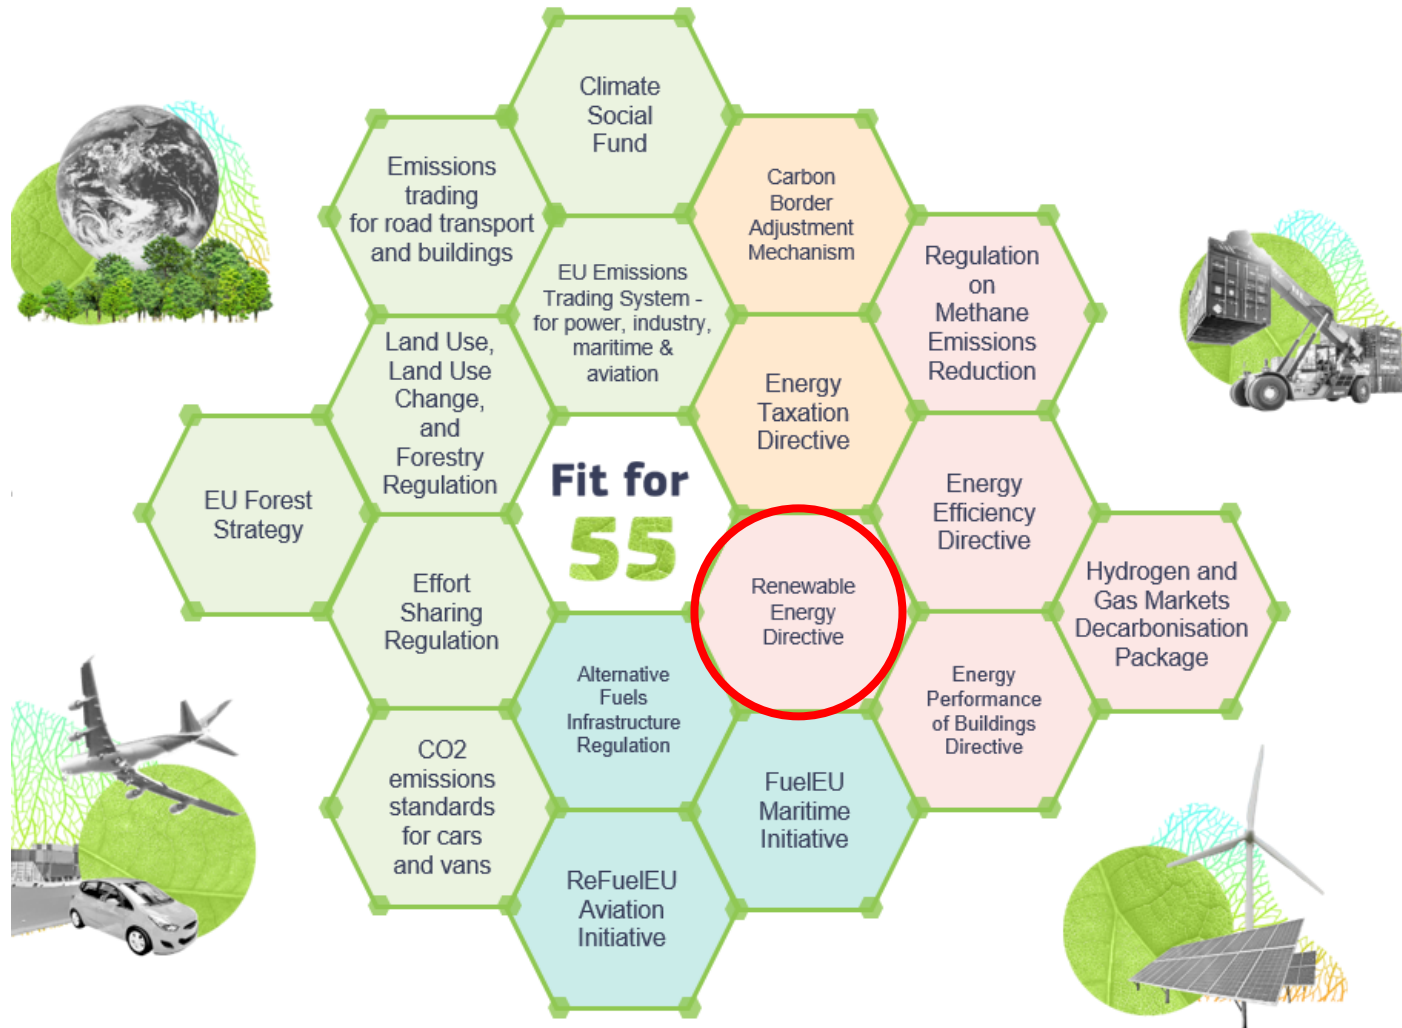 Climate
Social
Fund
Emissions
trading
for road transport
and buildings
Carbon
Border
Adjustment
Mechanism
EU Emissions
Trading System -
for power, industry,
maritime &
aviation
Regulation
on
Methane
Emissions
Reduction
Land Use,
Land Use
Change,
and
Forestry
Regulation
Energy
Taxation
Directive
EU Forest
Strategy
Fit for
55
Energy
Efficiency
Directive
Effort
Sharing
Regulation
Renewable
Energy
Directive
Hydrogen and
Gas Markets
Decarbonisation
Package
Alternative
Fuels
Infrastructure
Regulation
Energy
Performance
of Buildings
Directive
CO2
emissions
standards
for cars
and vans
FuelEU
Maritime
Initiative
ReFuelEU
Aviation
Initiative